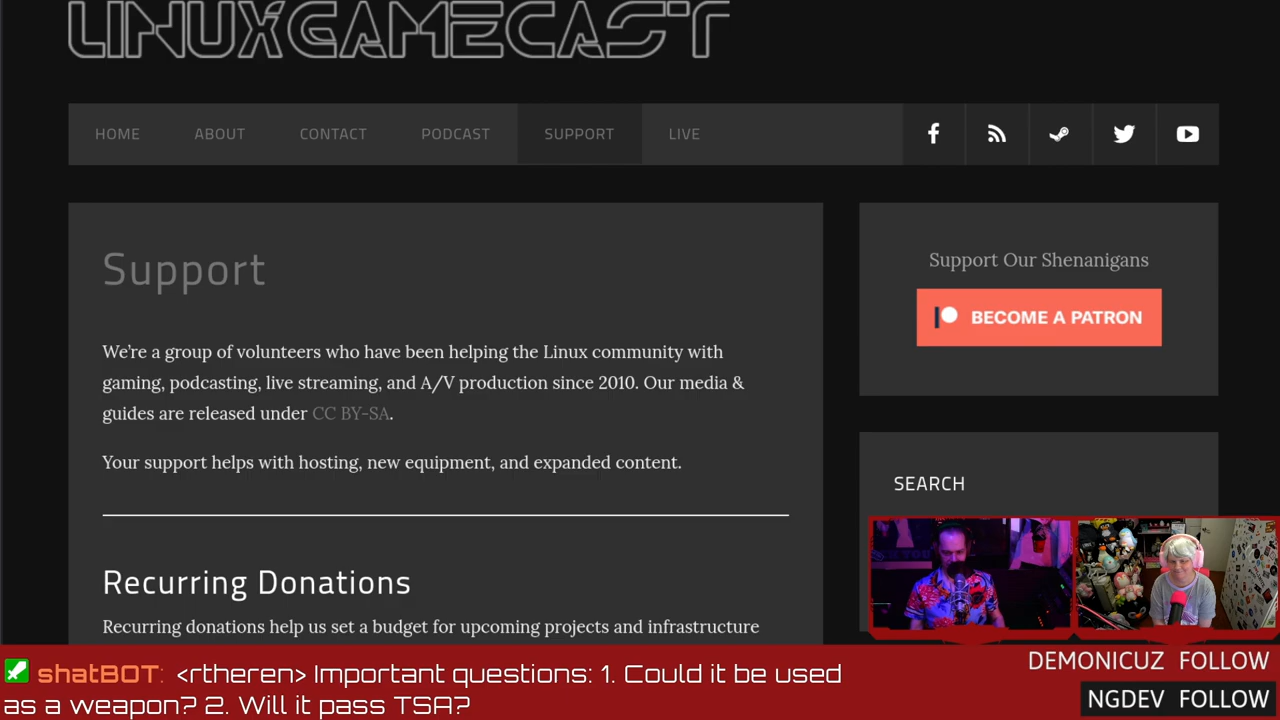 LINUXGAMECAST
HOME ABOUT CONTACT PODCAST SUPPORT LIVE
Support
We’re a group of volunteers who have been helping the Linux community with
gaming, podcasting, live streaming, and A/V production since 2010. Our media &
guides are released under CC BY-SA.
Your support helps with hosting, new equipment, and expanded content.
Recurring Donations
Recurring donations help us set a budget for upcoming projects and infrastructure
Support Our Shenanigans
BECOME A PATRON
SEARCH
shatBOT: <rtheren> Important questions: 1. Could it be used
as a weapon? 2. Will it pass TSA?
DEMONICUZ FOLLOW
NGDEV FOLLOW